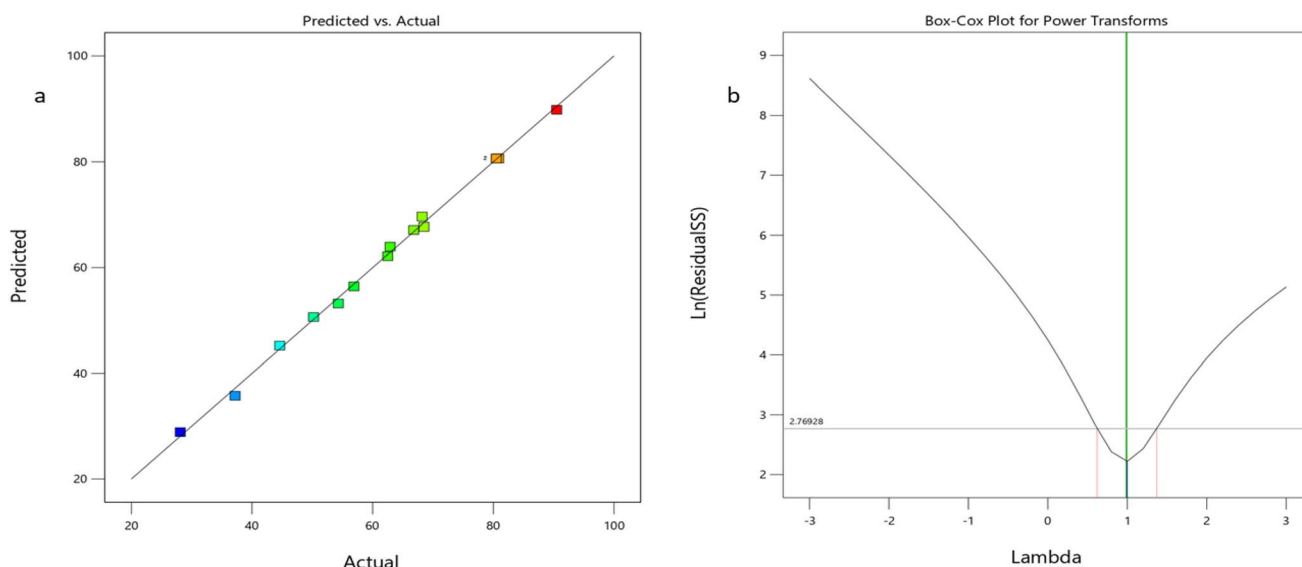 Predicted vs. Actual
a
100
80
60
40
20
2
20 40 60 80 100
Predicted
Actual
Box-Cox Plot for Power Transforms
b
9
8
7
6
5
4
3
2
2.76928
-3 -2 -1 0 1 2 3
Ln(ResidualSS)
Lambda